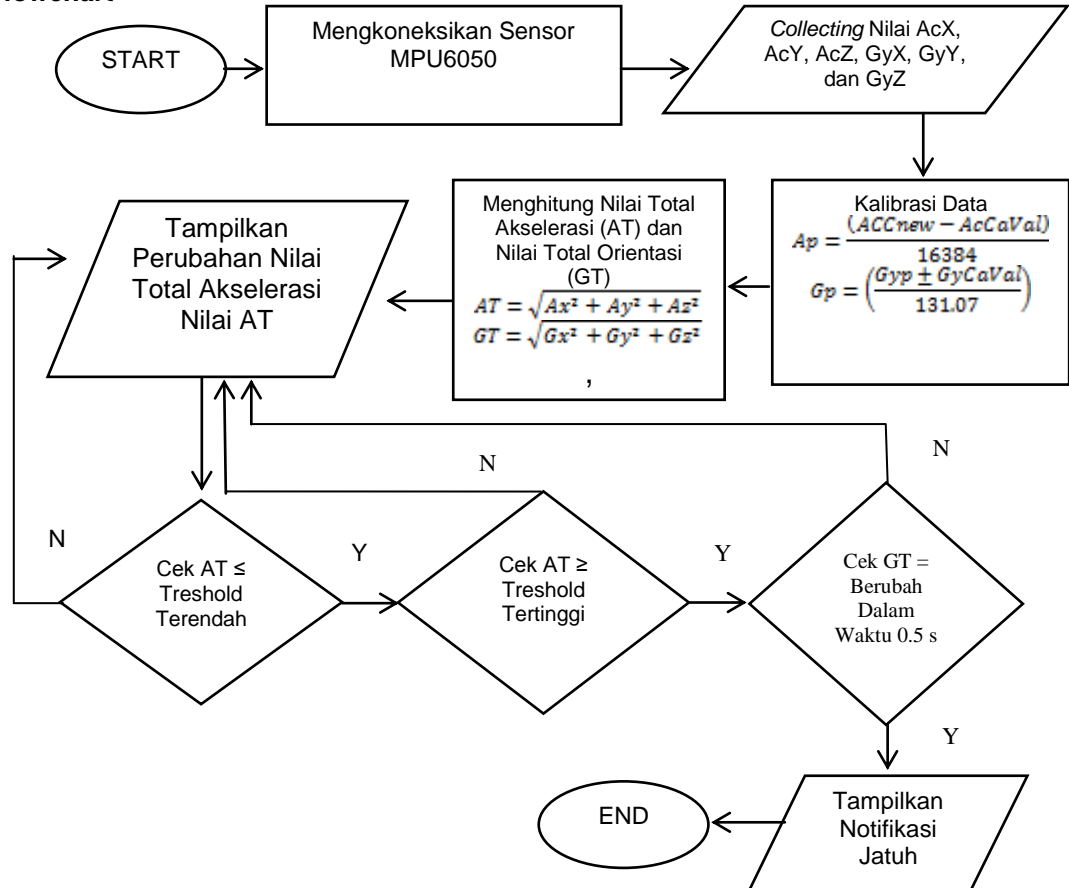 START
Mengkoneksikan Sensor
MPU6050
Collecting Nilai AcX,
AcY, AcZ, GyX, GyY,
dan GyZ
Tampilkan
Perubahan Nilai
Total Akselerasi
Nilai AT
Menghitung Nilai Total
Akselerasi (AT) dan
Nilai Total Orientasi
(GT)
AT = √Ax² + Ay² + Az²
GT = √Gx² + Gy² + Gz²
,
Kalibrasi Data
Ap = (ACCnew − AcCaVal) / 16384
Gp = (Gyp ± GyCaVal / 131.07)
N
N
N
Cek AT ≤
Treshold
Terendah
Y
Cek AT ≥
Treshold
Tertinggi
Y
Cek GT =
Berubah
Dalam
Waktu 0.5 s
Y
END
Tampilkan
Notifikasi
Jatuh